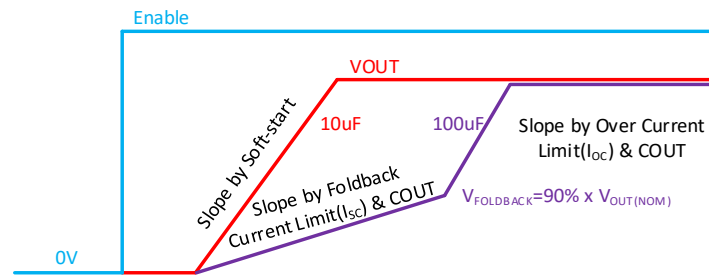 Enable
VOUT
Slope by Soft-start
10uF
100uF
Slope by Over Current
Limit(IOC) & COUT
Slope by Foldback
Current Limit(ISC) & COUT
VFOLDBACK=90% x VOUT(NOM)
0V